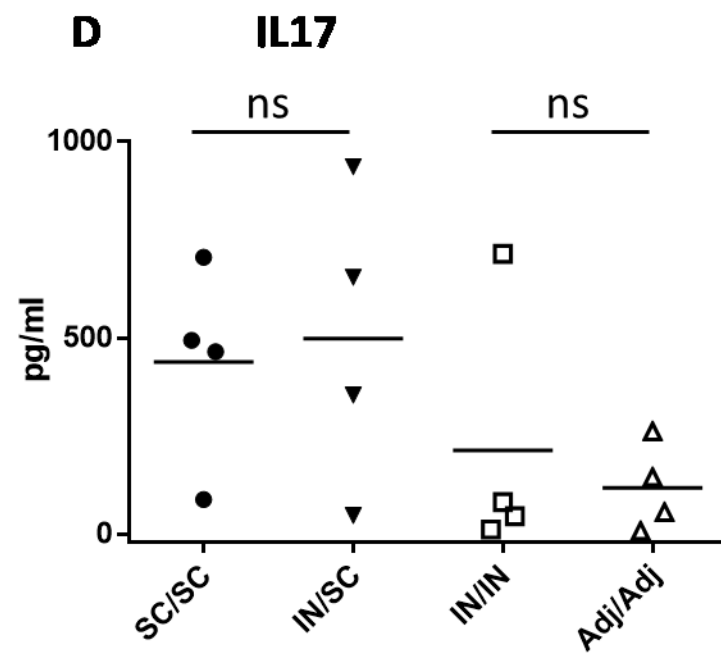 D IL17
ns ns
1000
500
0
pg/ml
SC/SC IN/SC IN/IN Adj/Adj